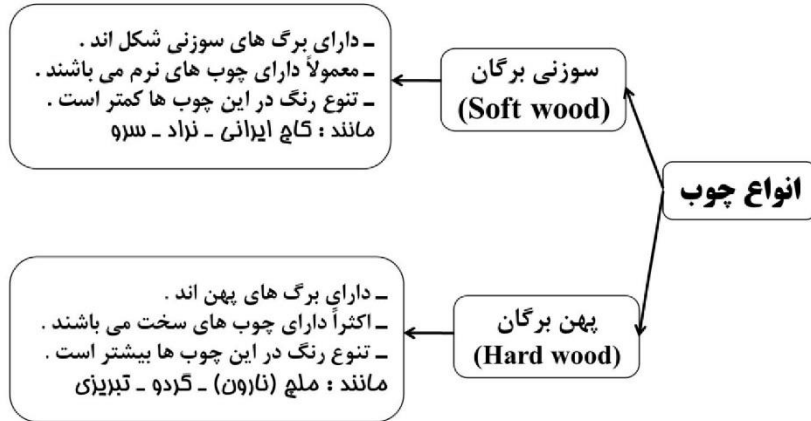 انواع چوب
سوزنی برگان
(Soft wood)
ـ دارای برگ های سوزنی شکل اند .
ـ معمولاً دارای چوب های نرم می باشند .
ـ تنوع رنگ در این چوب ها کمتر است .
مانند : کاج ایرانی ـ نراد ـ سرو
پهن برگان
(Hard wood)
ـ دارای برگ های پهن اند .
ـ اکثراً دارای چوب های سخت می باشند .
ـ تنوع رنگ در این چوب ها بیشتر است .
مانند : ملچ (نارون) ـ گردو ـ تبریزی